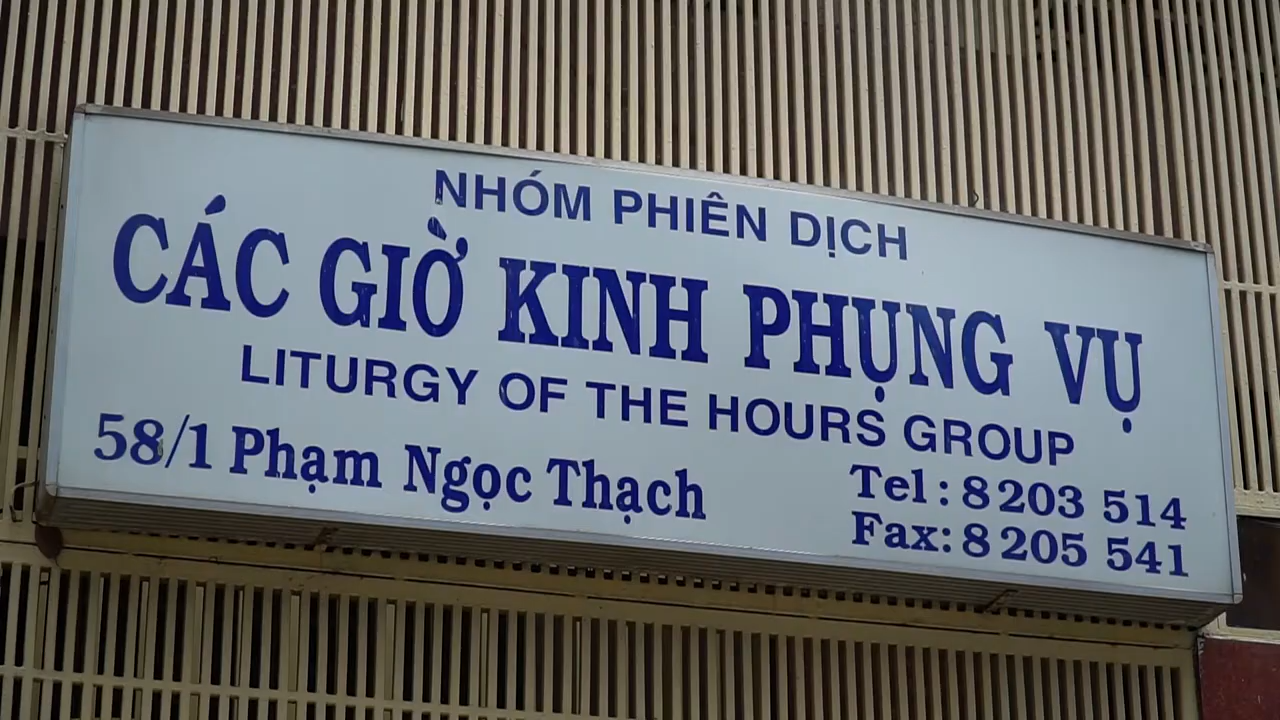 NHÓM PHIÊN DỊCH
CÁC GIỜ KINH PHỤNG VỤ
LITURGY OF THE HOURS GROUP
58/1 Phạm Ngọc Thạch
Tel : 8 203 514
Fax: 8 205 541